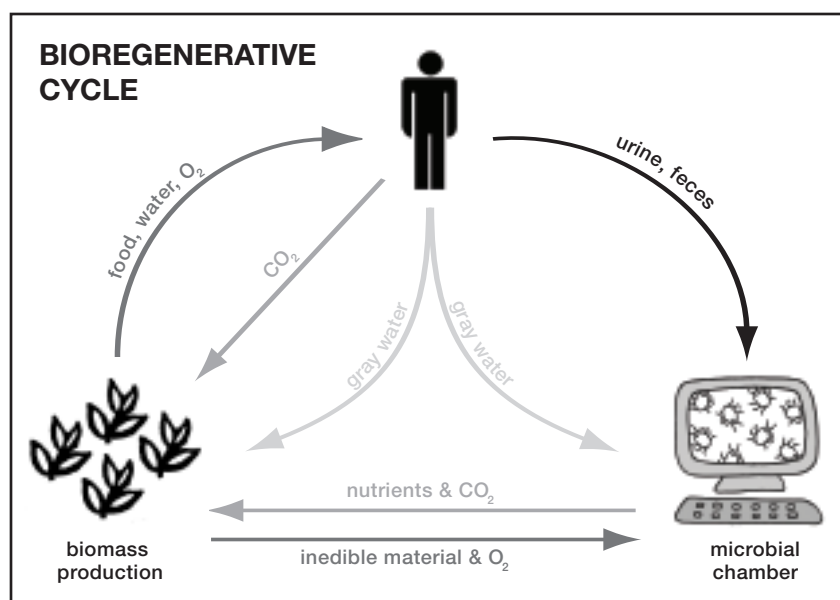 BIOREGENERATIVE
CYCLE
urine, feces
food, water, O₂
CO₂
gray water
gray water
nutrients & CO₂
inedible material & O₂
biomass
production
microbial
chamber